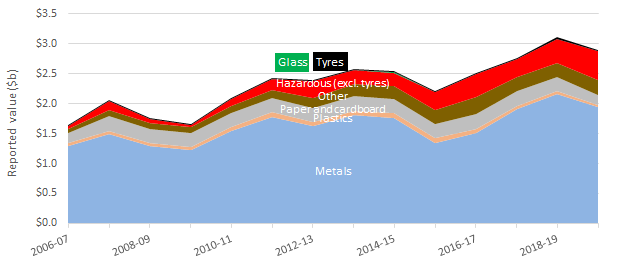 $3.5
$3.0
$2.5
$2.0
$1.5
$1.0
$0.5
$0.0
Reported value ($b)
Glass
Tyres
Hazardous (excl. tyres)
Other
Paper and cardboard
Plastics
Metals
2006-07
2008-09
2010-11
2012-13
2014-15
2016-17
2018-19